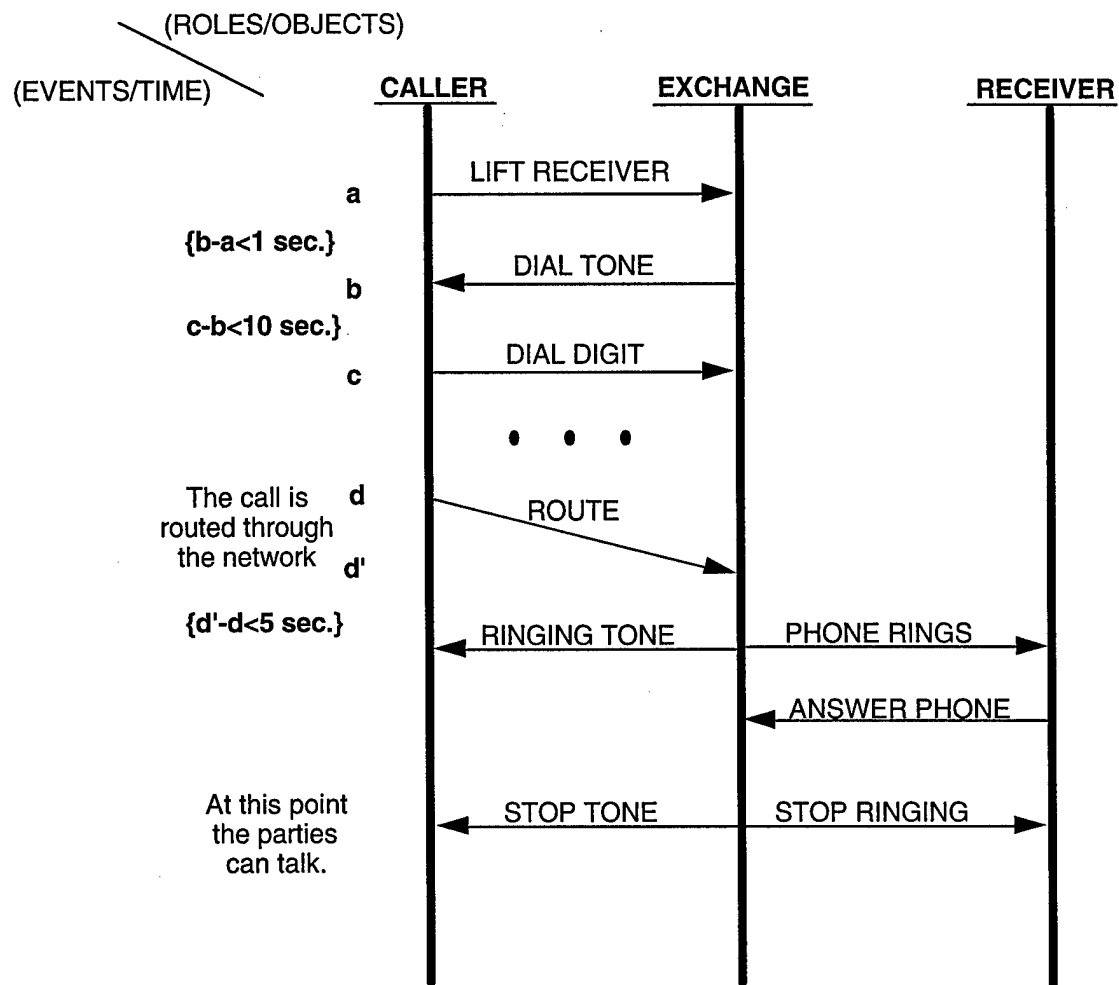 (ROLES/OBJECTS)
(EVENTS/TIME)
CALLER EXCHANGE RECEIVER
LIFT RECEIVER
a
{b-a<1 sec.}
DIAL TONE
b
c-b<10 sec.}
DIAL DIGIT
c
• • •
The call is
routed through
the network
d
ROUTE
d'
{d'-d<5 sec.}
RINGING TONE PHONE RINGS
ANSWER PHONE
At this point
the parties
can talk.
STOP TONE STOP RINGING